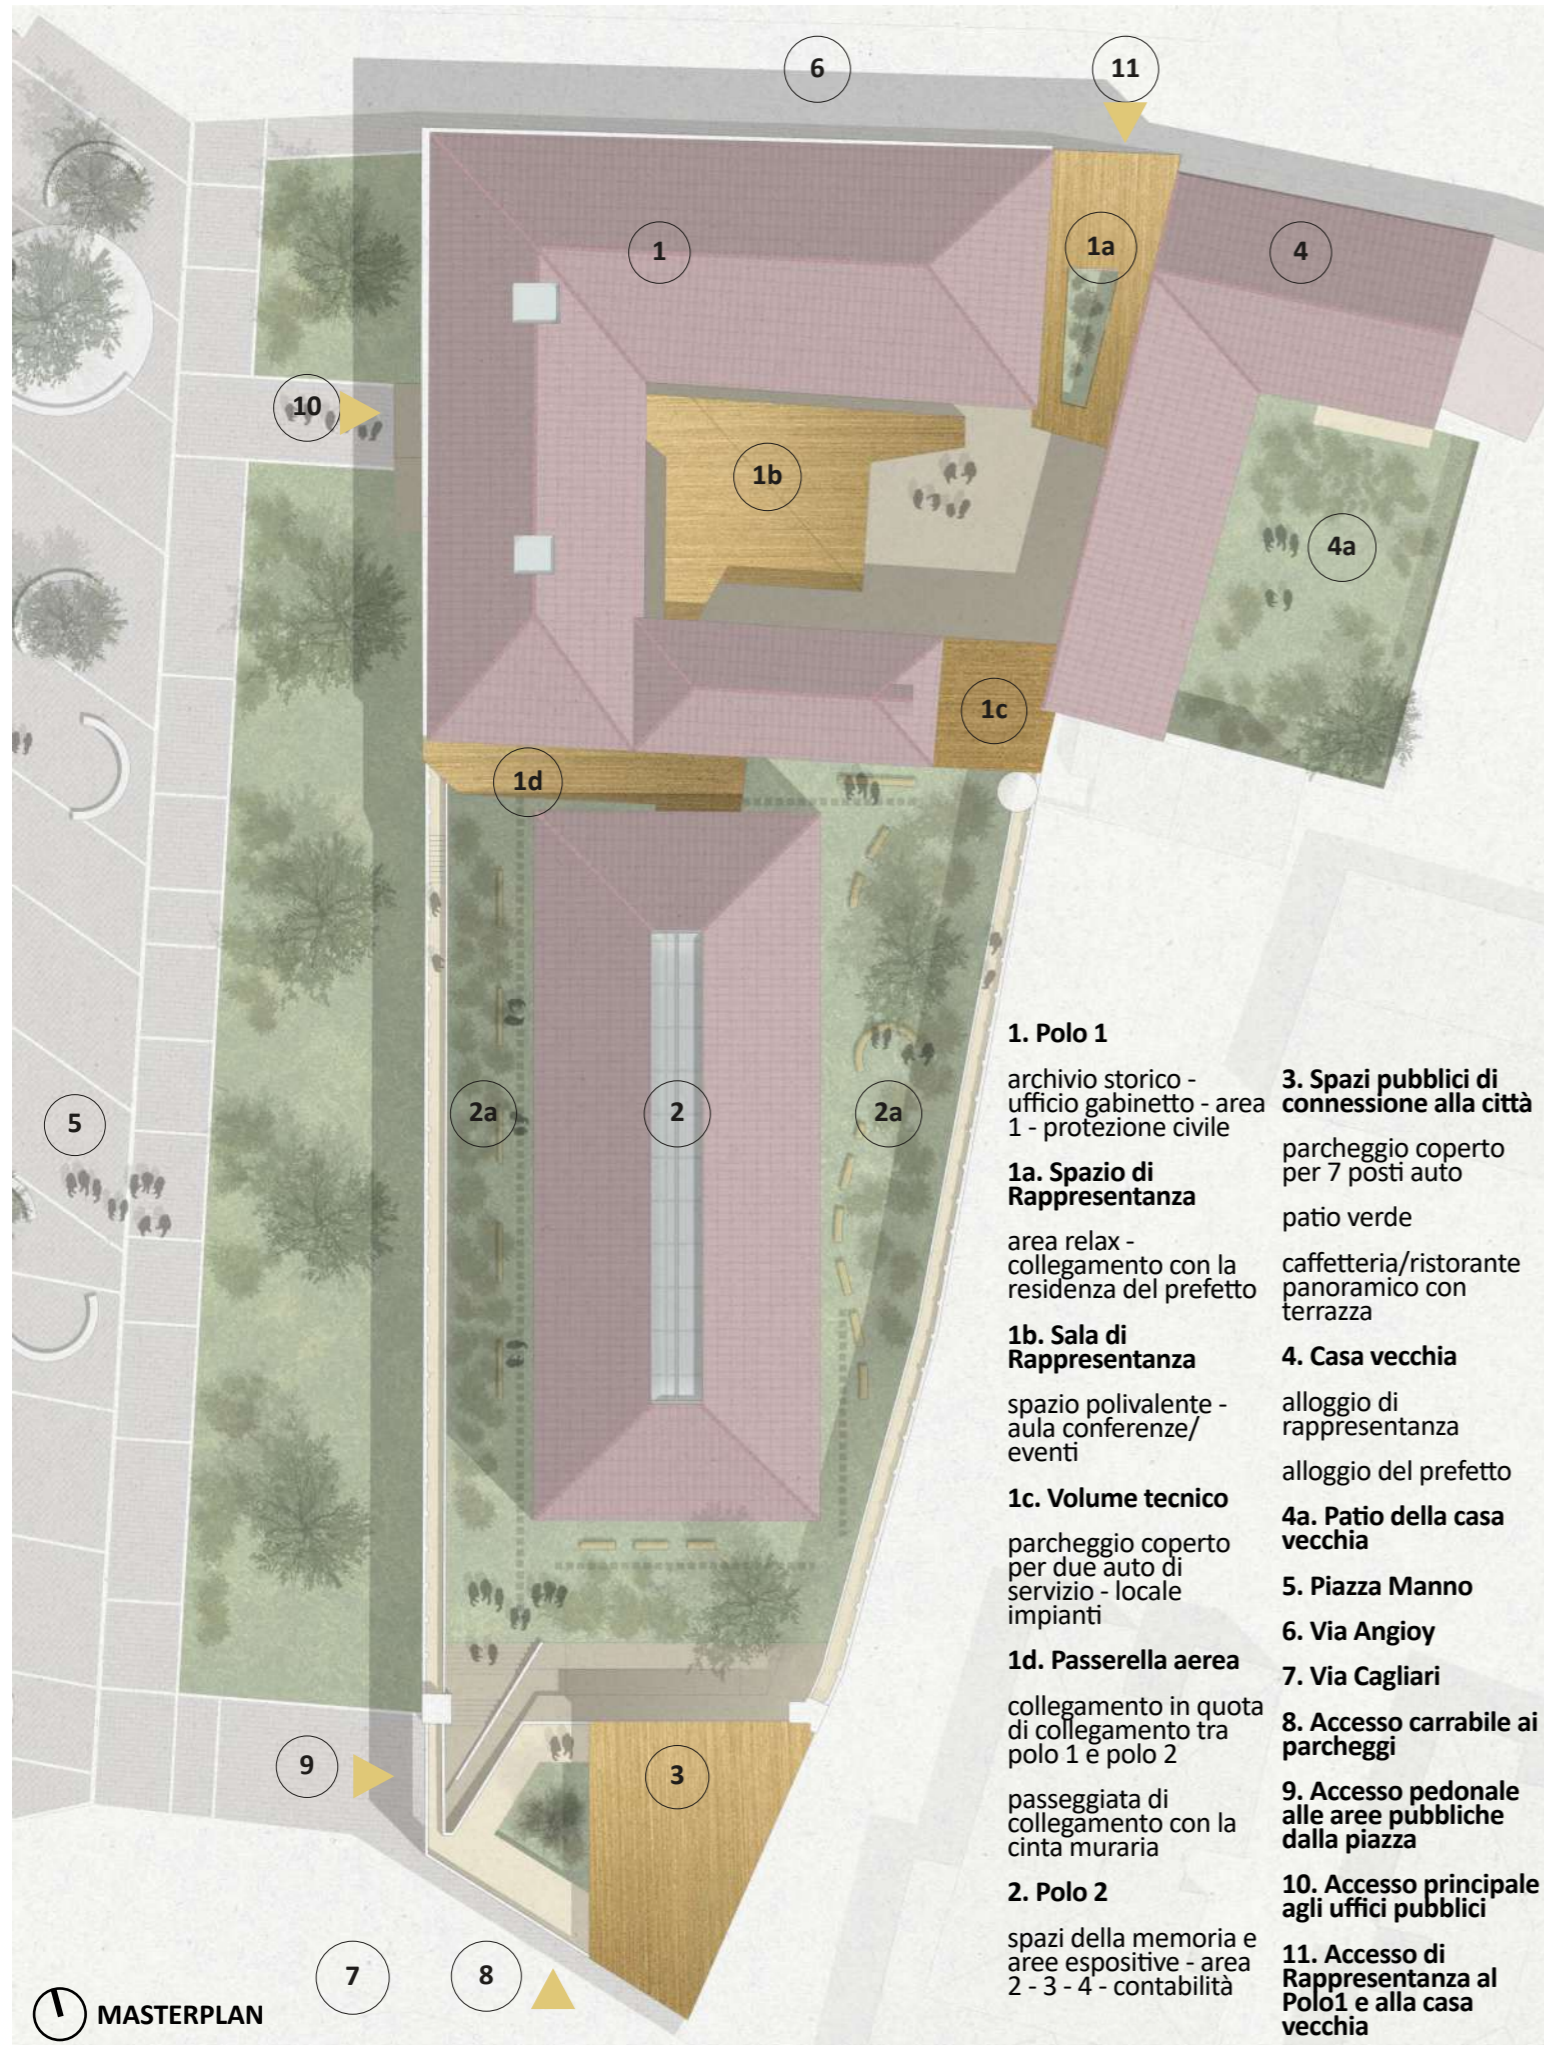 6
11
1
1a
4
10
1b
4a
1c
1d
5
2a
2
2a
9
3
7
8
MASTERPLAN
1. Polo 1
archivio storico -
ufficio gabinetto - area
1 - protezione civile
1a. Spazio di
Rappresentanza
area relax -
collegamento con la
residenza del prefetto
1b. Sala di
Rappresentanza
spazio polivalente -
aula conferenze/
eventi
1c. Volume tecnico
parcheggio coperto
per due auto di
servizio - locale
impianti
1d. Passerella aerea
collegamento in quota
di collegamento tra
polo 1 e polo 2
passeggiata di
collegamento con la
cinta muraria
2. Polo 2
spazi della memoria e
aree espositive - area
2 - 3 - 4 - contabilità
3. Spazi pubblici di
connessione alla città
parcheggio coperto
per 7 posti auto
patio verde
caffetteria/ristorante
panoramico con
terrazza
4. Casa vecchia
alloggio di
rappresentanza
alloggio del prefetto
4a. Patio della casa
vecchia
5. Piazza Manno
6. Via Angioy
7. Via Cagliari
8. Accesso carrabile ai
parcheggi
9. Accesso pedonale
alle aree pubbliche
dalla piazza
10. Accesso principale
agli uffici pubblici
11. Accesso di
Rappresentanza al
Polo1 e alla casa
vecchia